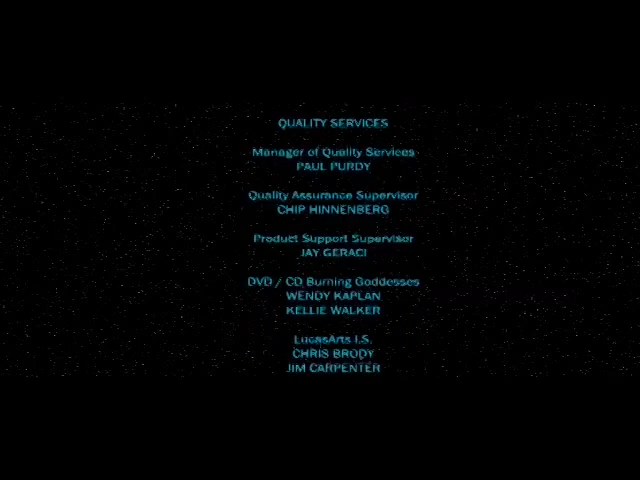 QUALITY SERVICES
Manager of Quality Services
PAUL PURDY
Quality Assurance Supervisor
CHIP HINNENBERG
Product Support Supervisor
JAY GERACI
DVD / CD Burning Goddesses
WENDY KAPLAN
KELLIE WALKER
LucasArts I.S.
CHRIS BRODY
JIM CARPENTER